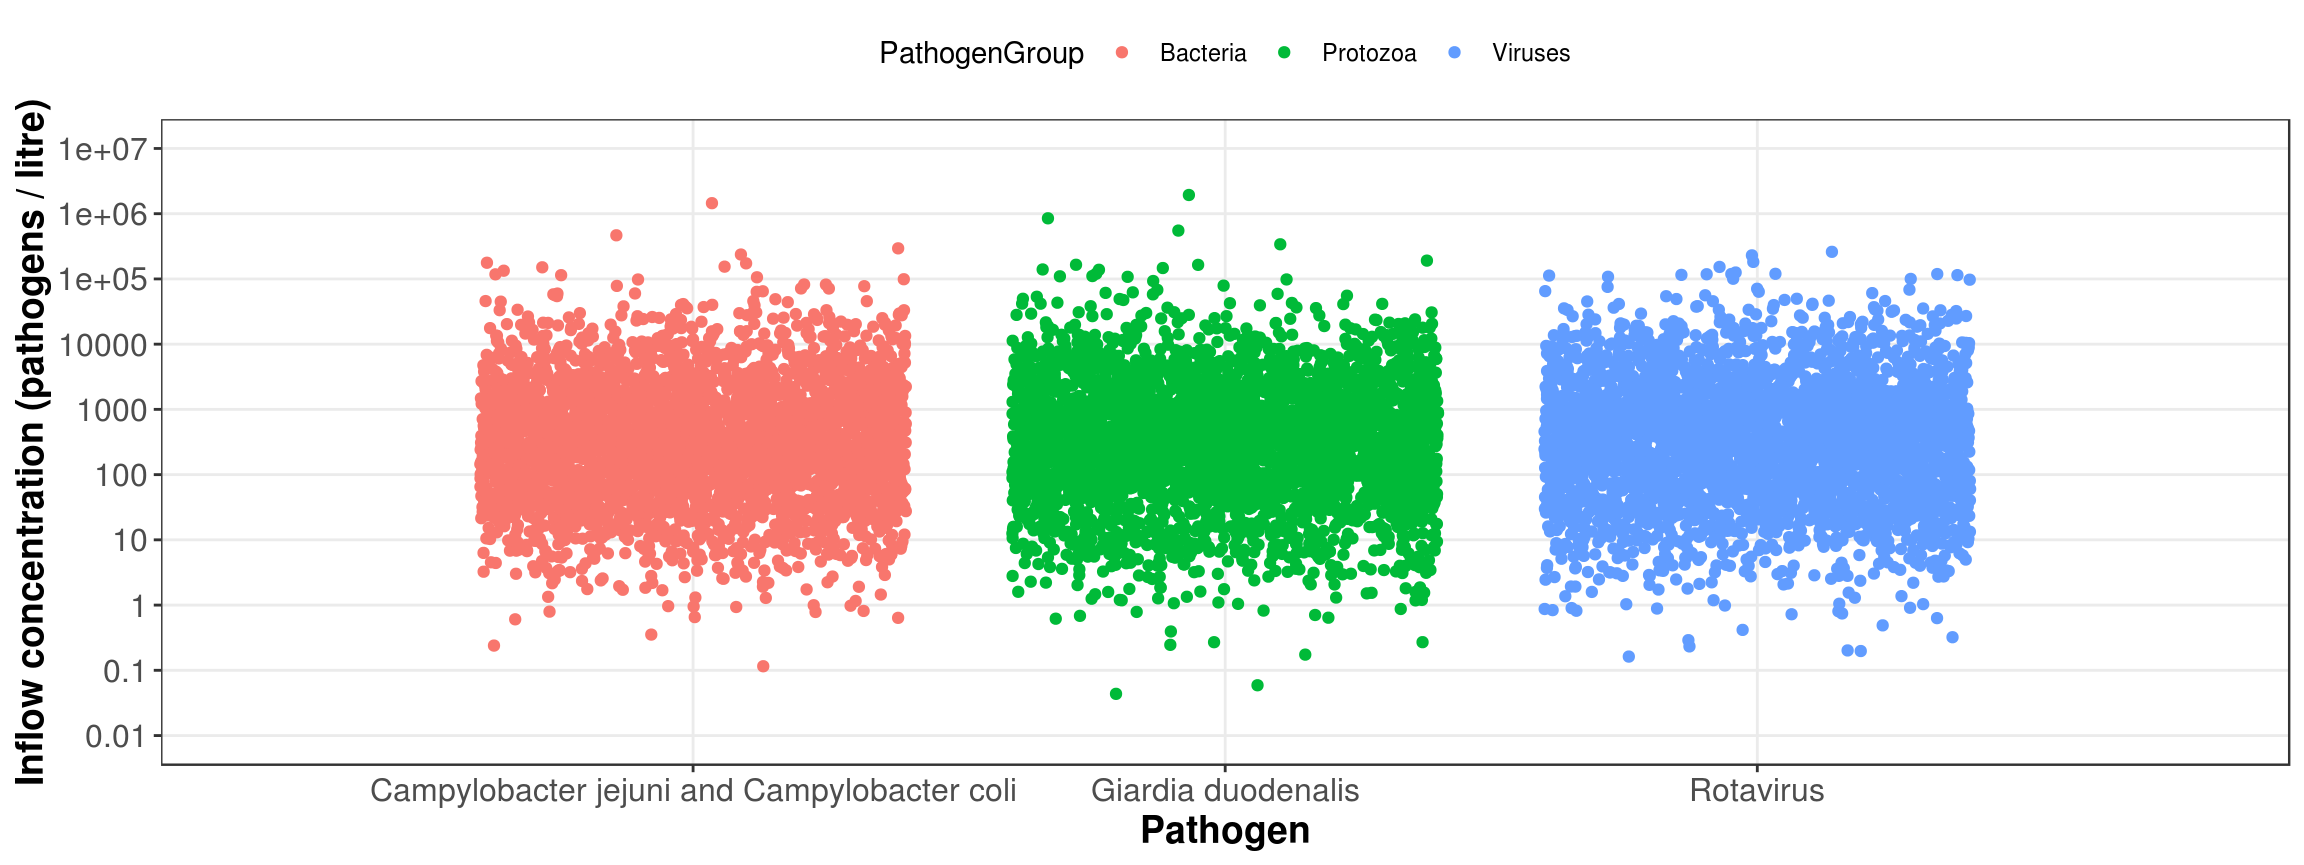 PathogenGroup Bacteria Protozoa Viruses
Inflow concentration (pathogens / litre)
1e+07
1e+06
1e+05
10000
1000
100
10
1
0.1
0.01
Campylobacter jejuni and Campylobacter coli Giardia duodenalis Rotavirus
Pathogen